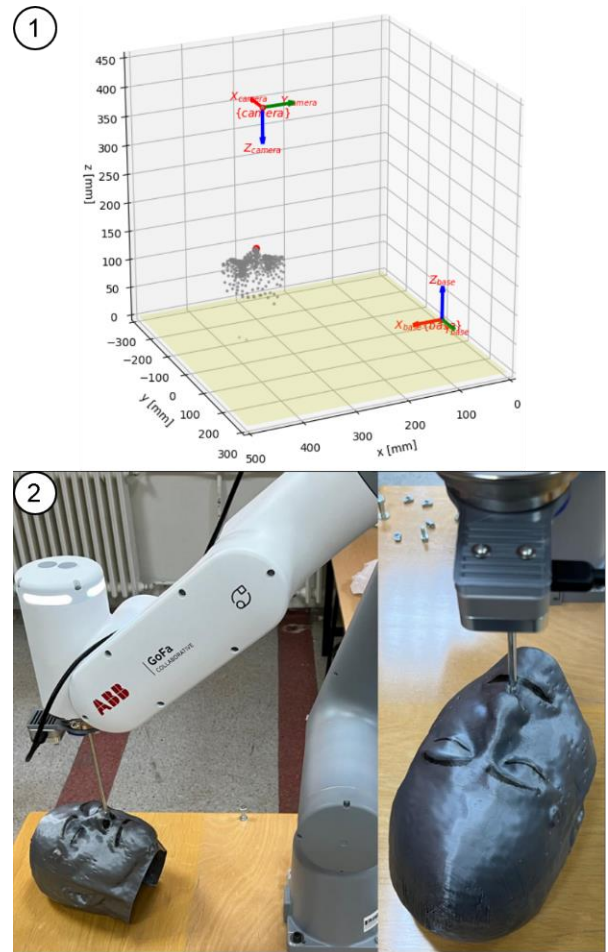 1
450
400
350
300
250
200
150
100
50
0
z [mm]
Xcamera
Ycamera
{camera}
Zcamera
Zbase
Xbase
{base}
Ybase
−300
−200
−100
0
100
200
300
y [mm]
500
400
300
200
100
0
x [mm]
2
ABB
GoFa
COLLABORATIVE